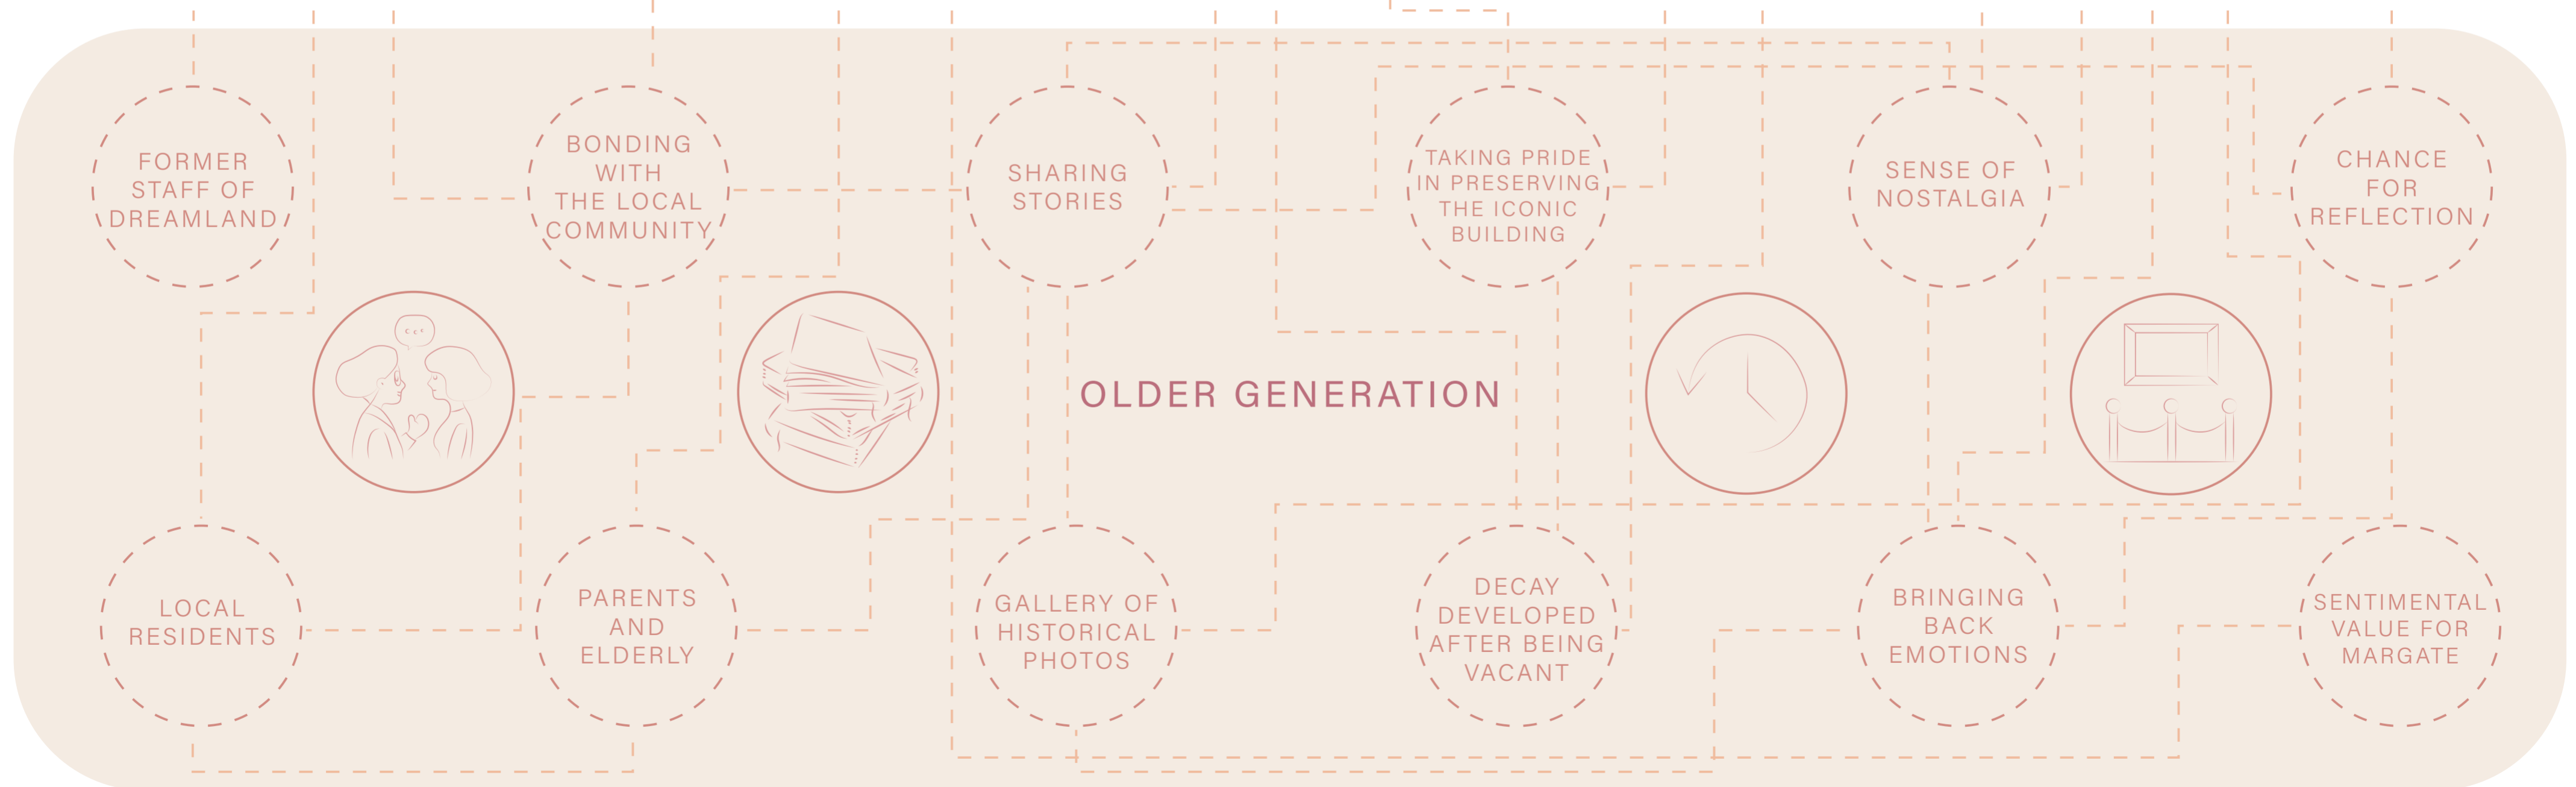 FORMER
STAFF OF
DREAMLAND
BONDING
WITH
THE LOCAL
COMMUNITY
SHARING
STORIES
TAKING PRIDE
IN PRESERVING
THE ICONIC
BUILDING
SENSE OF
NOSTALGIA
CHANCE
FOR
REFLECTION
OLDER GENERATION
LOCAL
RESIDENTS
PARENTS
AND
ELDERLY
GALLERY OF
HISTORICAL
PHOTOS
DECAY
DEVELOPED
AFTER BEING
VACANT
BRINGING
BACK
EMOTIONS
SENTIMENTAL
VALUE FOR
MARGATE